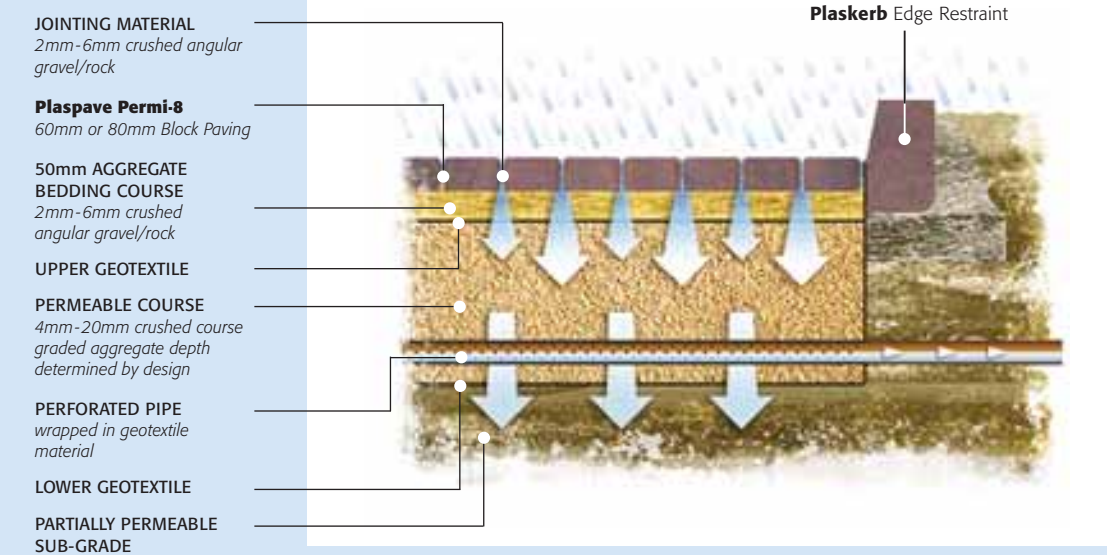 JOINTING MATERIAL
2mm-6mm crushed angular
gravel/rock
Plaspave Permi-8
60mm or 80mm Block Paving
50mm AGGREGATE
BEDDING COURSE
2mm-6mm crushed
angular gravel/rock
UPPER GEOTEXTILE
PERMEABLE COURSE
4mm-20mm crushed course
graded aggregate depth
determined by design
PERFORATED PIPE
wrapped in geotextile
material
LOWER GEOTEXTILE
PARTIALLY PERMEABLE
SUB-GRADE
Plaskerb Edge Restraint